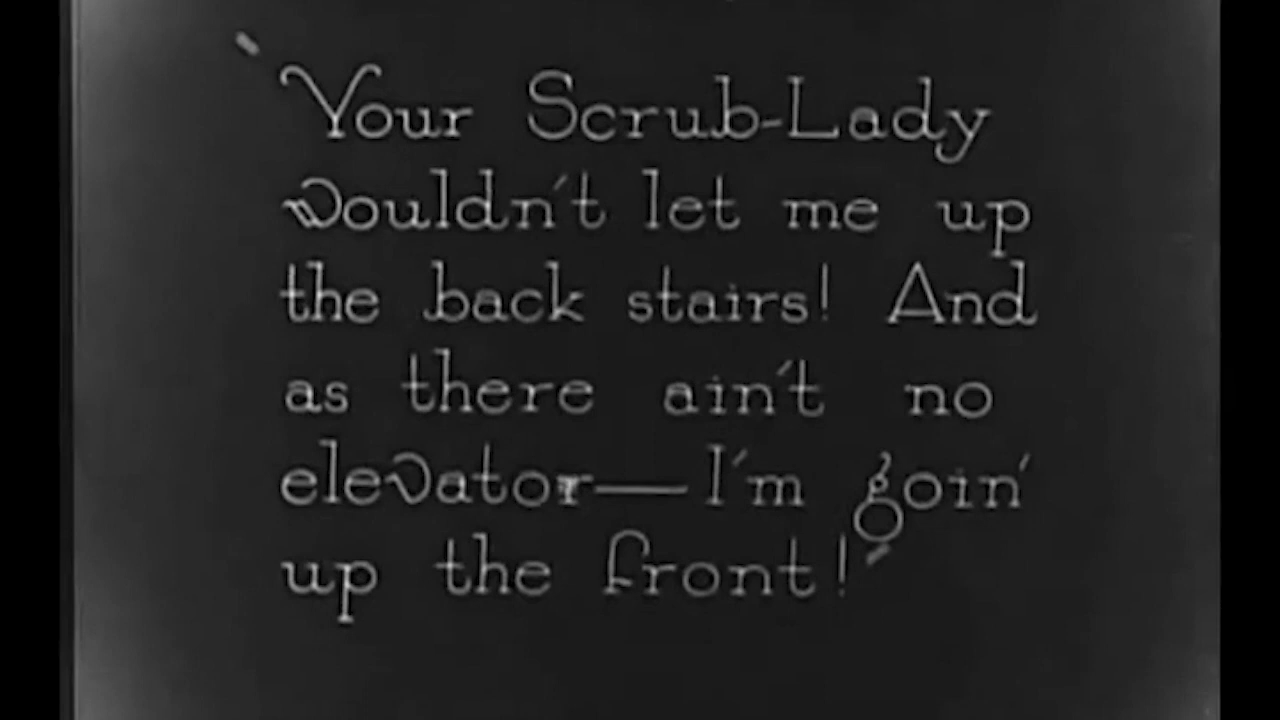 "Your Scrub-Lady
wouldn't let me up
the back stairs! And
as there ain't no
elevator—I'm goin'
up the front!"